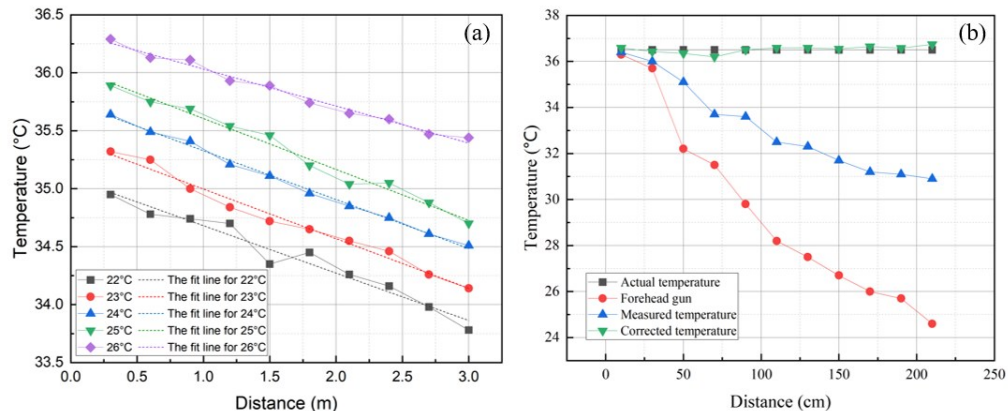 (a)
36.5
36.0
35.5
35.0
34.5
34.0
33.5
Temperature (°C)
22°C The fit line for 22°C
23°C The fit line for 23°C
24°C The fit line for 24°C
25°C The fit line for 25°C
26°C The fit line for 26°C
0.0 0.5 1.0 1.5 2.0 2.5 3.0
Distance (m)
(b)
38
36
34
32
30
28
26
24
Temperature (°C)
Actual temperature
Forehead gun
Measured temperature
Corrected temperature
0 50 100 150 200 250
Distance (cm)